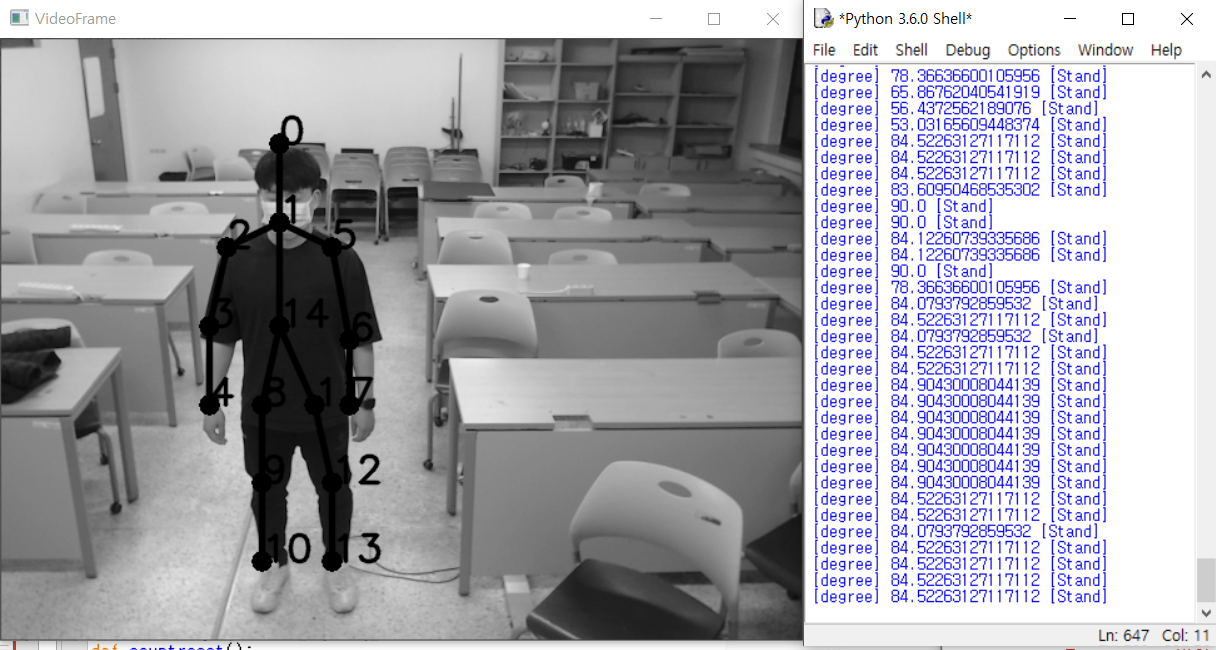 VideoFrame
0
1
2
5
3
14
6
4
8
1
7
9
12
10
13
*Python 3.6.0 Shell*
File Edit Shell Debug Options Window Help
[degree] 78.36636600105956 [Stand]
[degree] 65.86762040541919 [Stand]
[degree] 56.4372562189076 [Stand]
[degree] 53.03165609448374 [Stand]
[degree] 84.52263127117112 [Stand]
[degree] 84.52263127117112 [Stand]
[degree] 84.52263127117112 [Stand]
[degree] 83.60950468535302 [Stand]
[degree] 90.0 [Stand]
[degree] 90.0 [Stand]
[degree] 84.12260739335686 [Stand]
[degree] 84.12260739335686 [Stand]
[degree] 90.0 [Stand]
[degree] 78.36636600105956 [Stand]
[degree] 84.0793792859532 [Stand]
[degree] 84.52263127117112 [Stand]
[degree] 84.0793792859532 [Stand]
[degree] 84.52263127117112 [Stand]
[degree] 84.52263127117112 [Stand]
[degree] 84.90430008044139 [Stand]
[degree] 84.90430008044139 [Stand]
[degree] 84.90430008044139 [Stand]
[degree] 84.90430008044139 [Stand]
[degree] 84.90430008044139 [Stand]
[degree] 84.90430008044139 [Stand]
[degree] 84.90430008044139 [Stand]
[degree] 84.52263127117112 [Stand]
[degree] 84.52263127117112 [Stand]
[degree] 84.0793792859532 [Stand]
[degree] 84.52263127117112 [Stand]
[degree] 84.52263127117112 [Stand]
[degree] 84.52263127117112 [Stand]
[degree] 84.52263127117112 [Stand]
Ln: 647 Col: 11